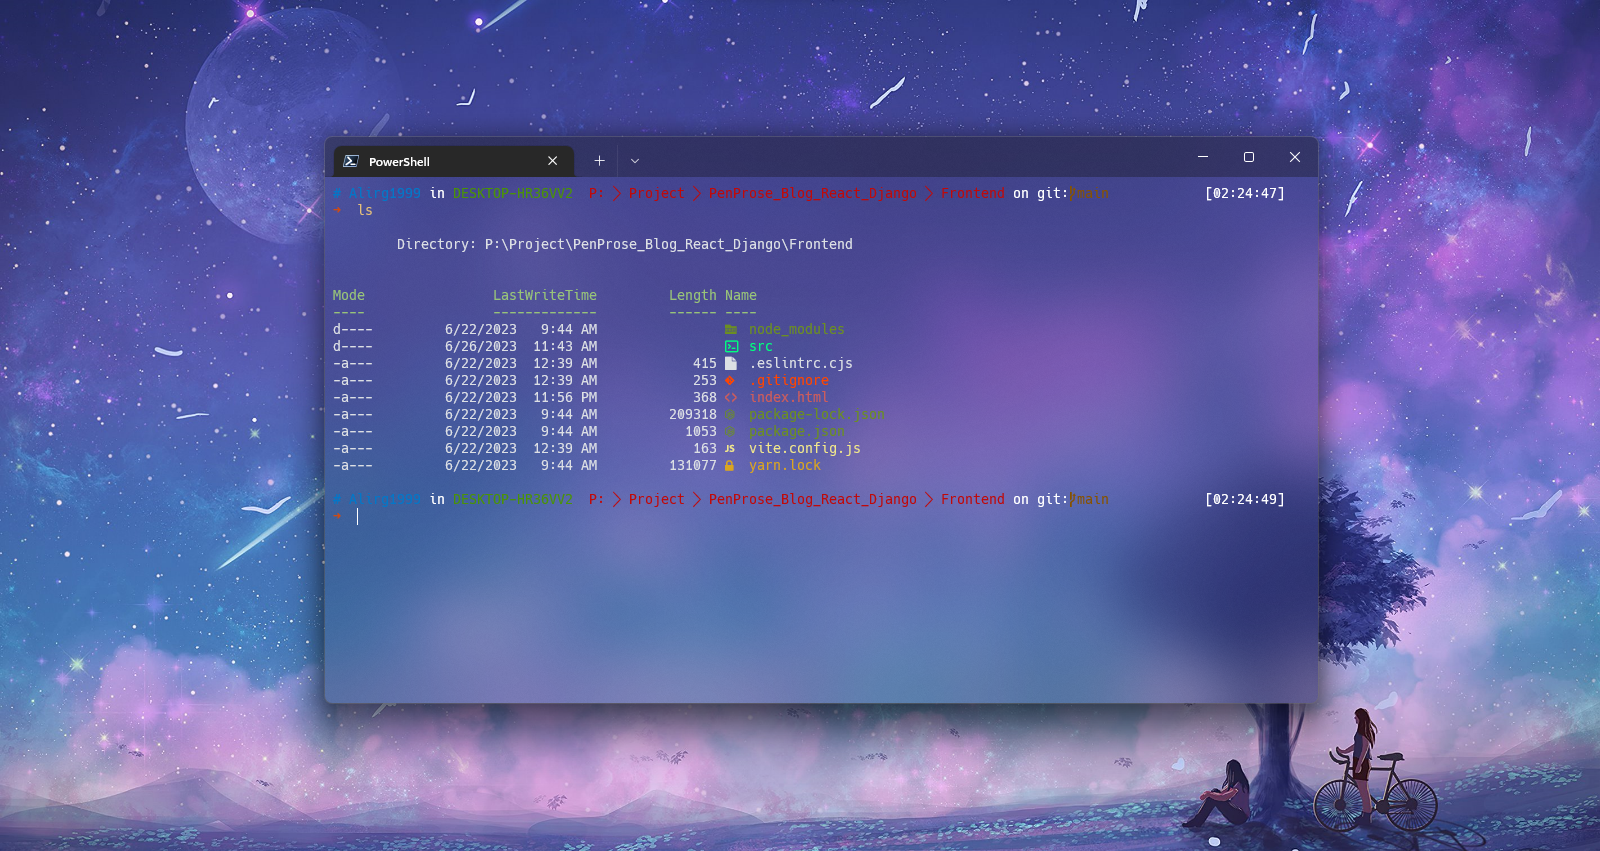 PowerShell
# Alirg1999 in DESKTOP-HR36VV2 P: > Project > PenProse_Blog_React_Django > Frontend on git: main [02:24:47]
➜ ls
Directory: P:\Project\PenProse_Blog_React_Django\Frontend
Mode LastWriteTime Length Name
---- ------------- ------ ----
d---- 6/22/2023 9:44 AM node_modules
d---- 6/26/2023 11:43 AM src
-a--- 6/22/2023 12:39 AM 415 .eslintrc.cjs
-a--- 6/22/2023 12:39 AM 253 .gitignore
-a--- 6/22/2023 11:56 PM 368 <> index.html
-a--- 6/22/2023 9:44 AM 209318 package-lock.json
-a--- 6/22/2023 9:44 AM 1053 package.json
-a--- 6/22/2023 12:39 AM 163 JS vite.config.js
-a--- 6/22/2023 9:44 AM 131077 yarn.lock
# in DESKTOP-HR36VV2 P: > Project > PenProse_Blog_React_Django > Frontend on git: main [02:24:49]
➜